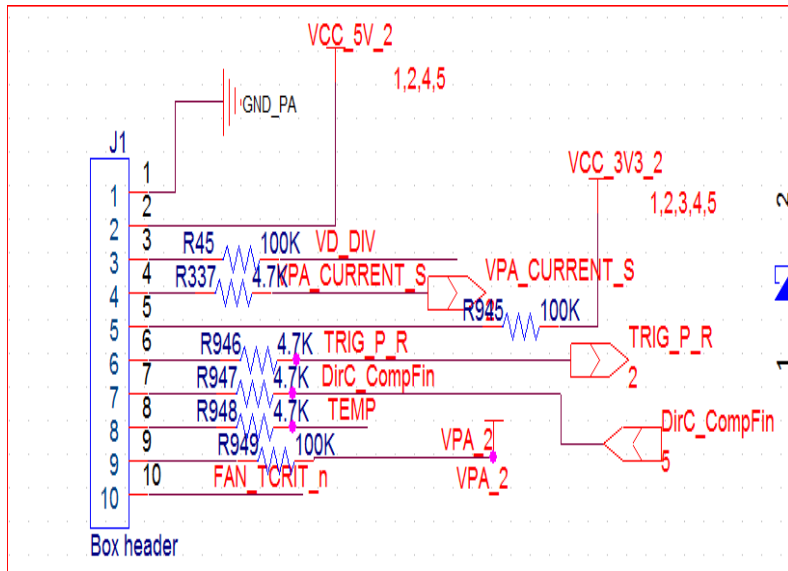 VCC_5V_2
1,2,4,5
GND_PA
J1
VCC_3V3_2
1,2,3,4,5
1 1
2 2
3 3 R45 100K VD_DIV
4 4 R337 4.7K VPA_CURRENT_S VPA_CURRENT_S
5 5 R945 100K
6 6 R946 4.7K TRIG_P_R TRIG_P_R 2
7 7 R947 4.7K DirC_CompFin DirC_CompFin 5
8 8 R948 4.7K TEMP
9 9 R949 100K VPA_2 VPA_2
10 10 FAN_TCRIT_n
Box header
2
1